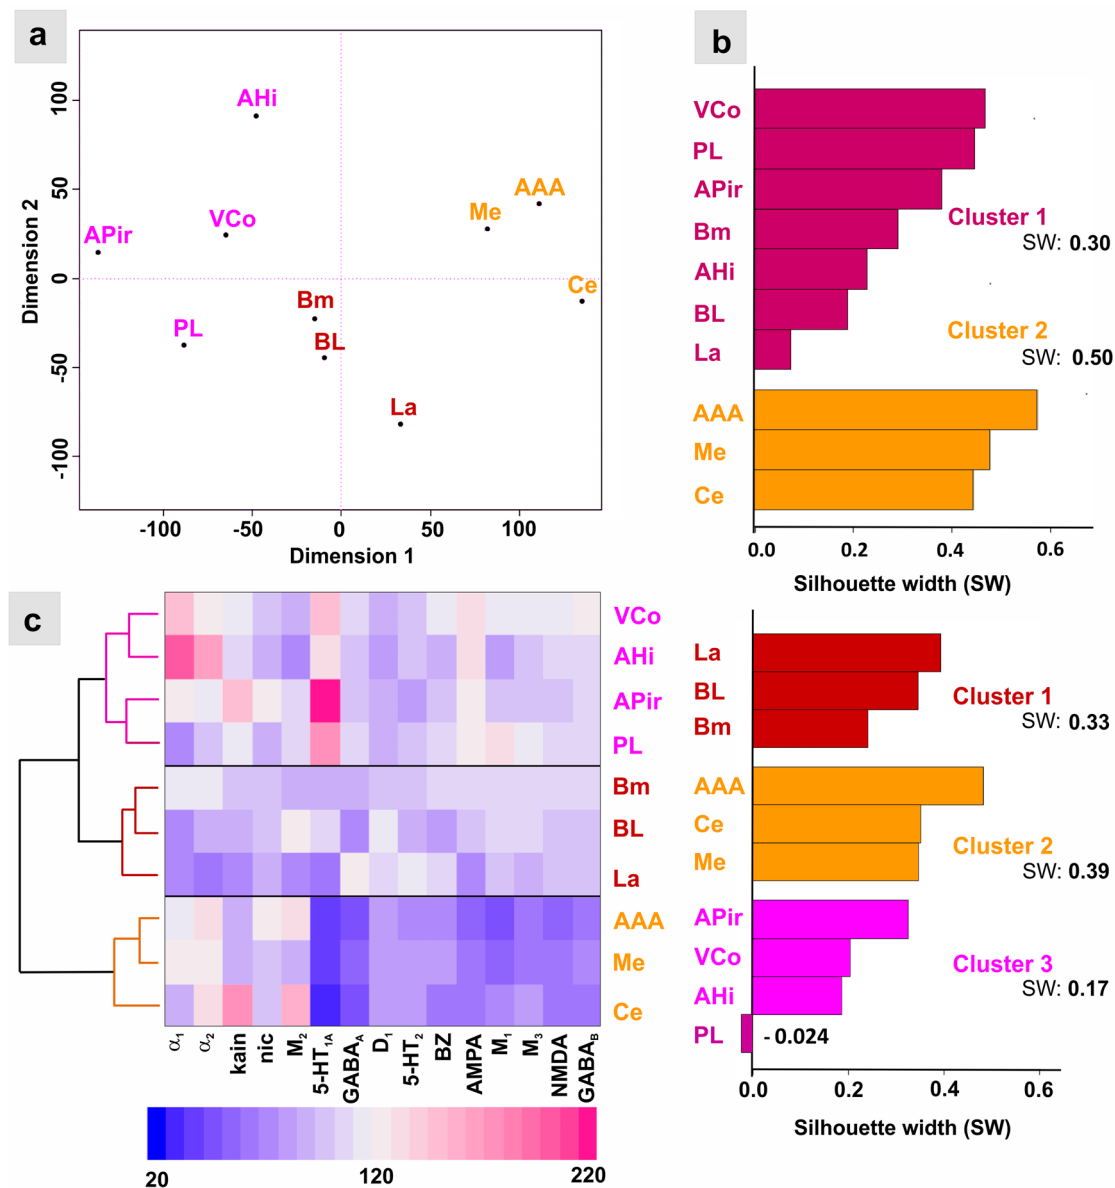 a
100
50
0
-50
-100
Dimension 2
AHi
AAA
Me
VCo
APir
Ce
Bm
PL
BL
La
-100
-50
0
50
100
Dimension 1
b
VCo
PL
APir
Bm
AHi
BL
La
Cluster 1
SW: 0.30
Cluster 2
SW: 0.50
AAA
Me
Ce
0.0
0.2
0.4
0.6
Silhouette width (SW)
La
BL
Bm
Cluster 1
SW: 0.33
AAA
Ce
Me
Cluster 2
SW: 0.39
APir
VCo
AHi
PL
Cluster 3
SW: 0.17
- 0.024
0.0
0.2
0.4
0.6
Silhouette width (SW)
c
VCo
AHi
APir
PL
Bm
BL
La
AAA
Me
Ce
α₁
α₂
kain
nic
M₂
5-HT₁A
GABA_A
D₁
5-HT₂
BZ
AMPA
M₁
M₃
NMDA
GABA_B
20
120
220